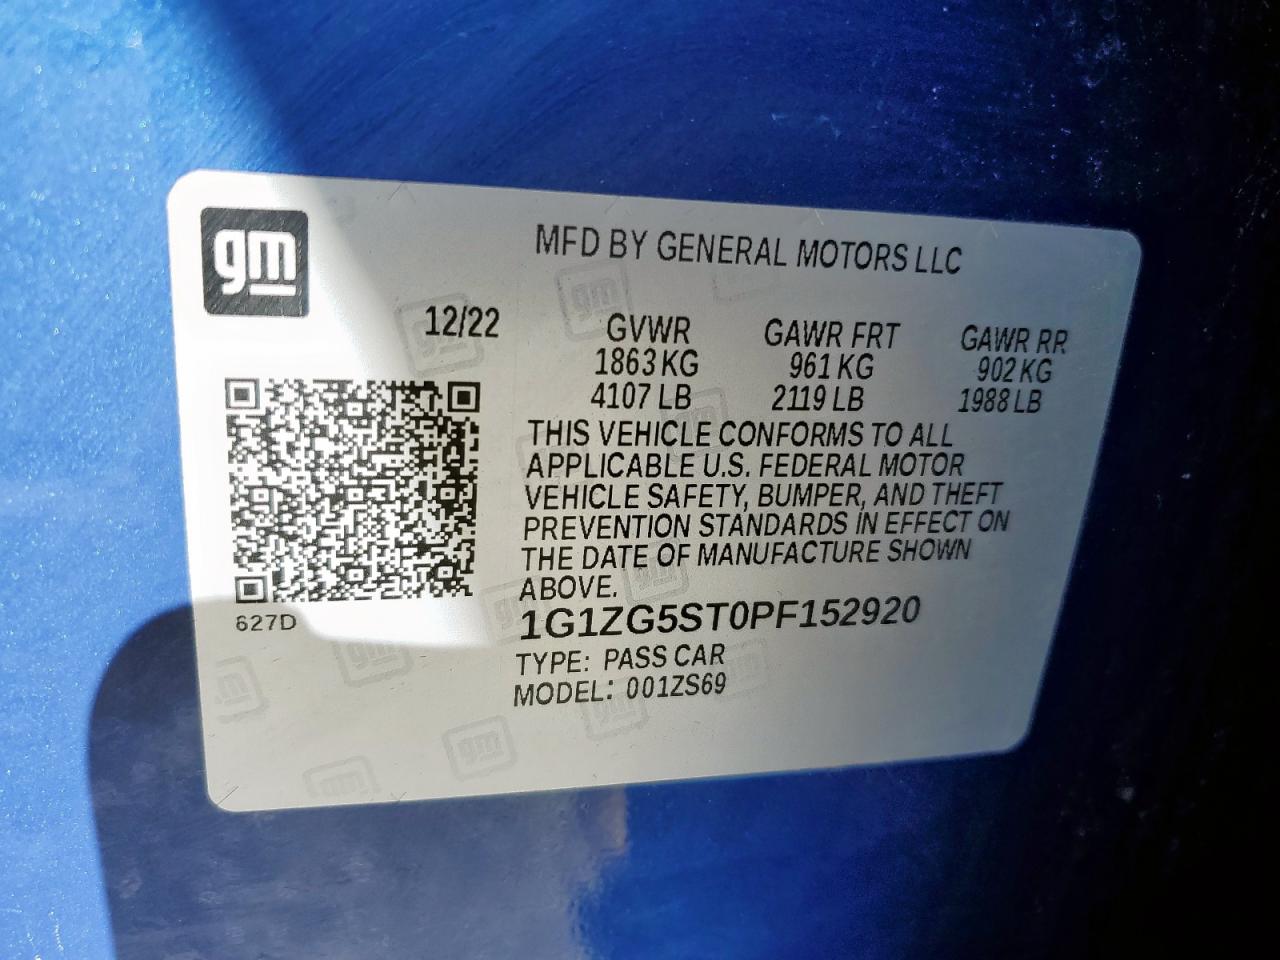 gm
MFD BY GENERAL MOTORS LLC
12/22
GVWR GAWR FRT GAWR RR
1863 KG 961 KG 902 KG
4107 LB 2119 LB 1988 LB
THIS VEHICLE CONFORMS TO ALL
APPLICABLE U.S. FEDERAL MOTOR
VEHICLE SAFETY, BUMPER, AND THEFT
PREVENTION STANDARDS IN EFFECT ON
THE DATE OF MANUFACTURE SHOWN
ABOVE.
627D
1G1ZG5ST0PF152920
TYPE: PASS CAR
MODEL: 001ZS69